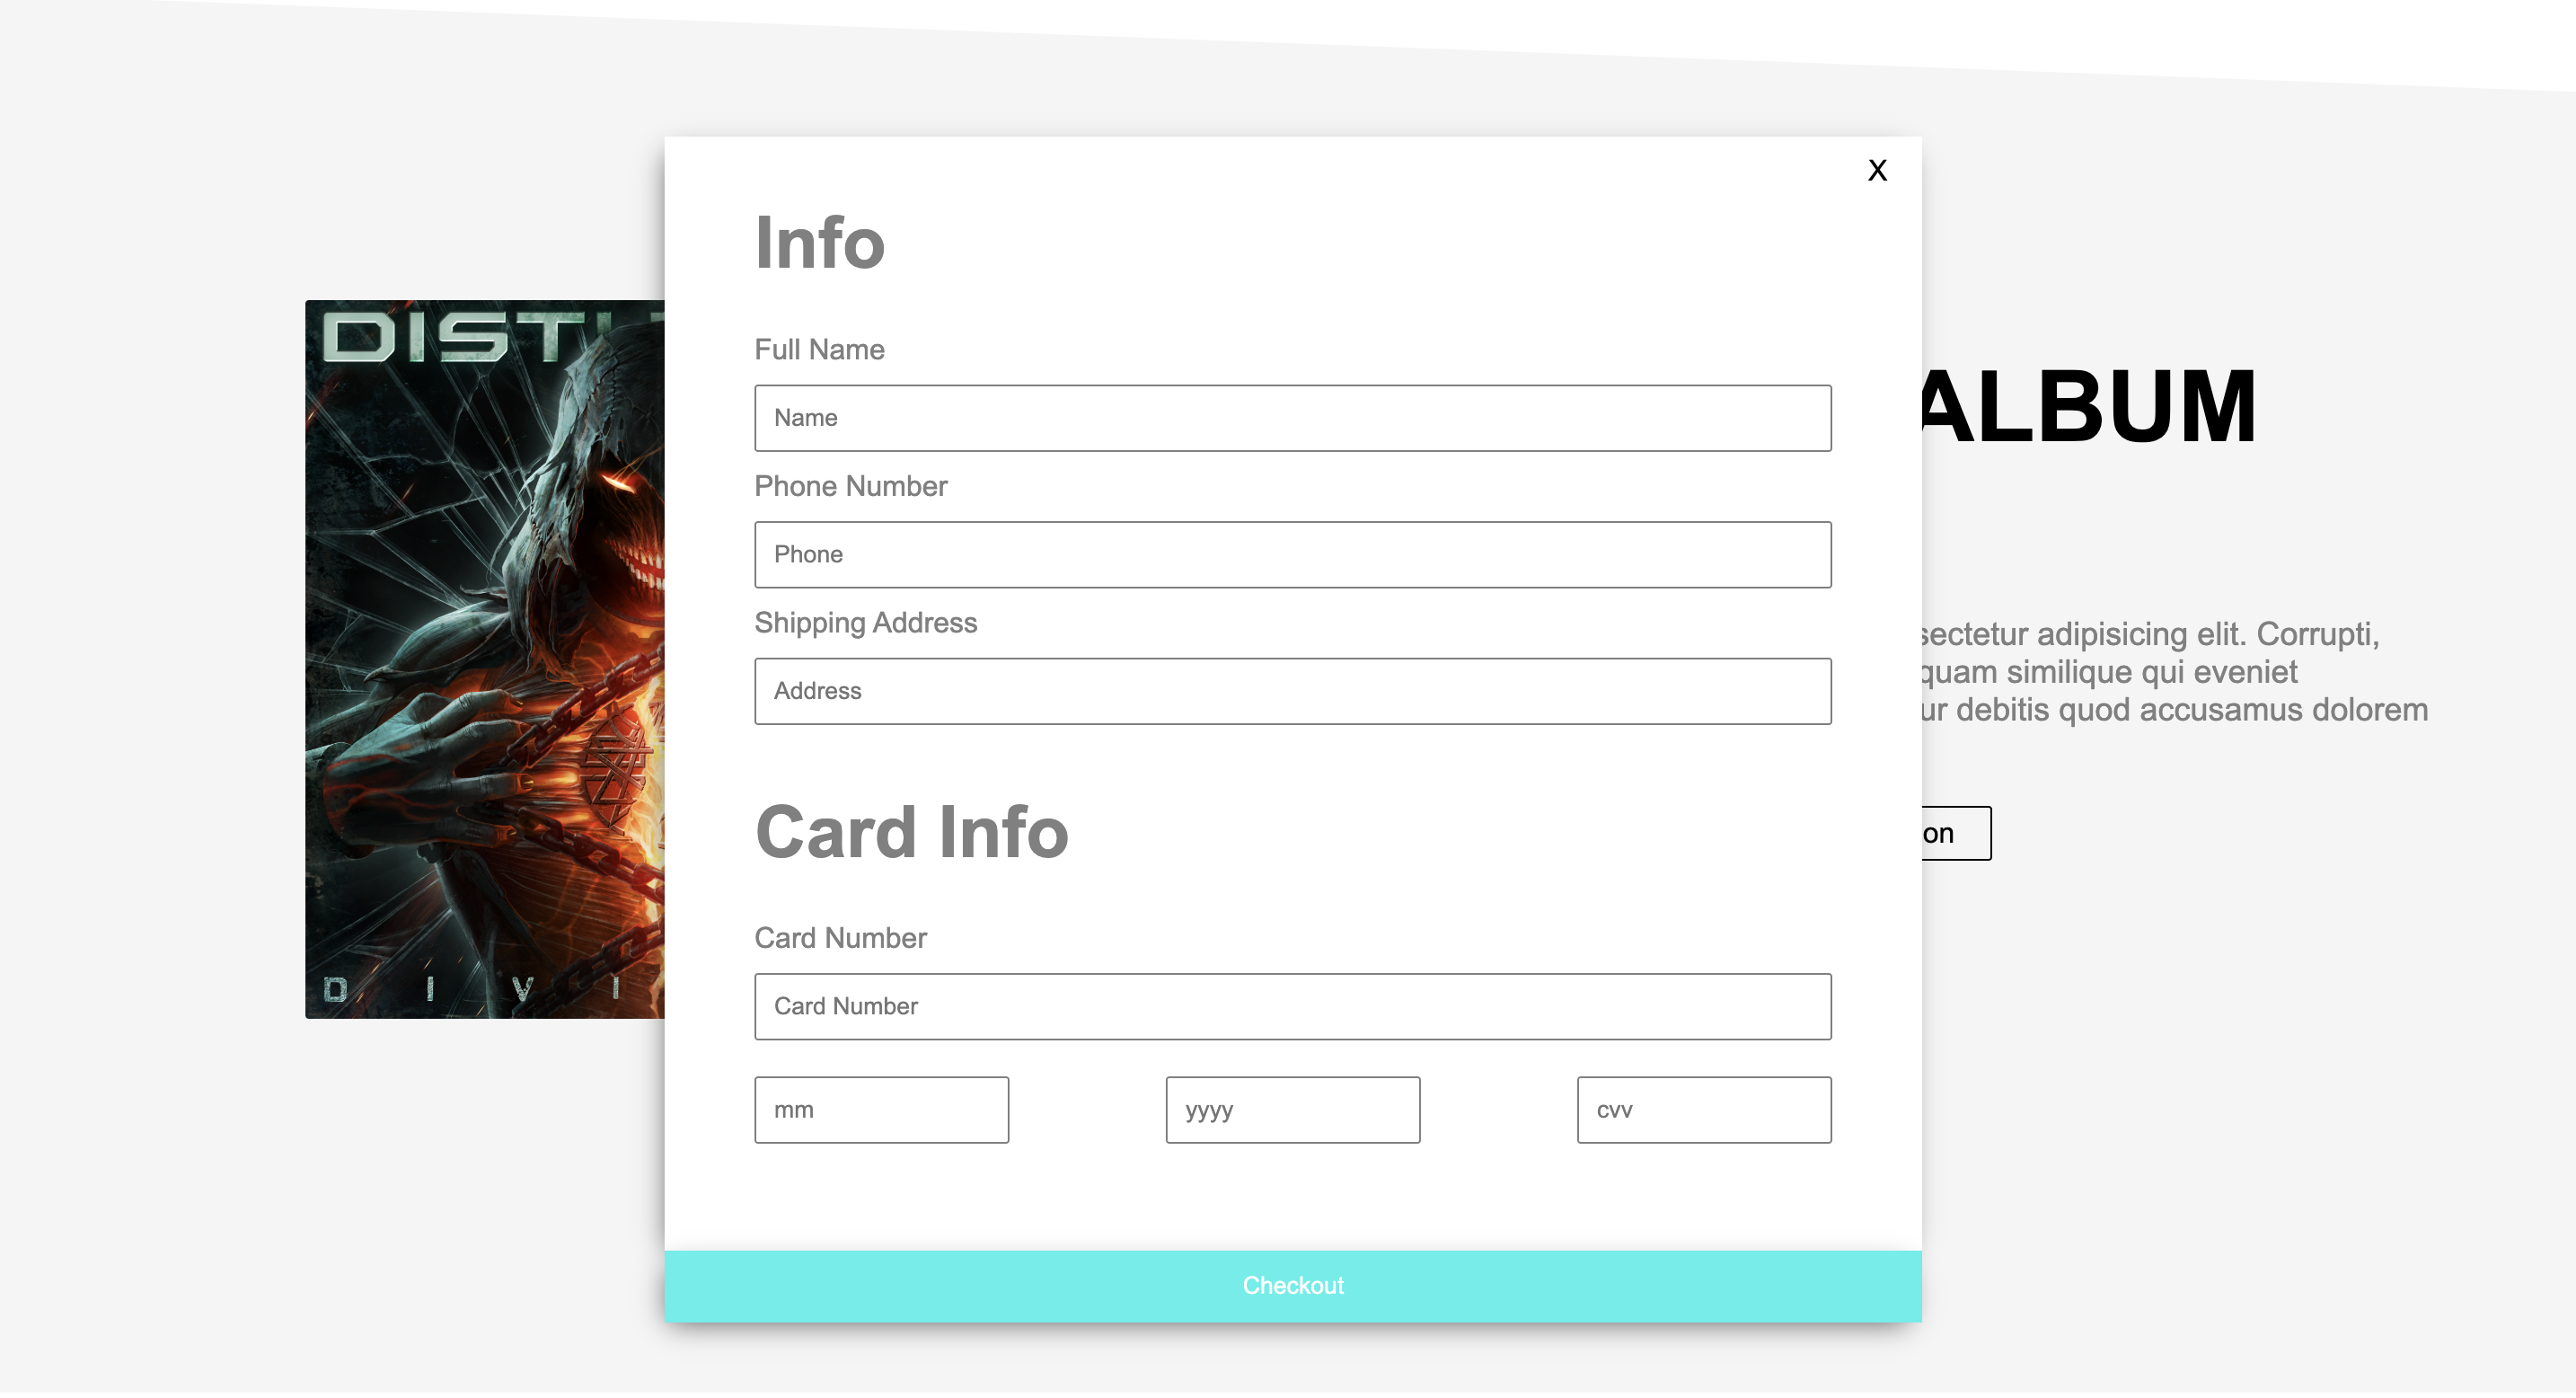 X
Info
DIST
Full Name
Name
ALBUM
Phone Number
Phone
Shipping Address
sectetur adipisicing elit. Corrupti,
quam similique qui eveniet
Address
ur debitis quod accusamus dolorem
Card Info
on
Card Number
Card Number
D I V I
mm
yyyy
cvv
Checkout